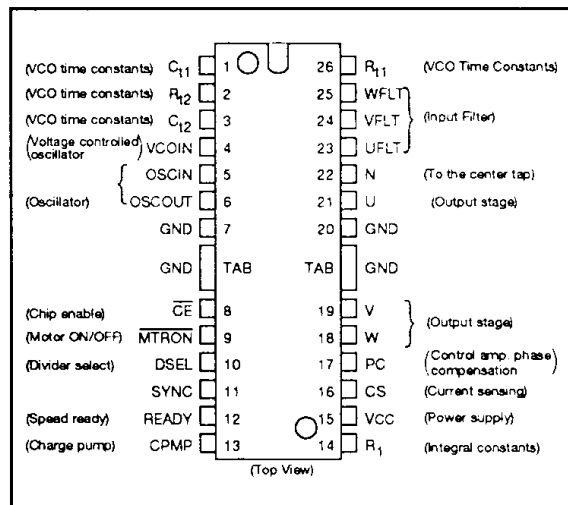 (VCO time constants) Ct1 1 26 Rt1 (VCO Time Constants)
(VCO time constants) Rt2 2 25 WFLT
(VCO time constants) Ct2 3 24 VFLT (Input Filter)
(Voltage controlled oscillator) VCOIN 4 23 UFLT
OSCIN 5 22 N (To the center tap)
(Oscillator) OSCOUT 6 21 U (Output stage)
GND 7 20 GND
GND TAB TAB GND
(Chip enable) CE 8 19 V
(Output stage)
(Motor ON/OFF) MTRON 9 18 W
(Divider select) DSEL 10 17 PC (Control amp. phase compensation)
SYNC 11 16 CS (Current sensing)
(Speed ready) READY 12 15 VCC (Power supply)
(Charge pump) CPMP 13 14 R1 (Integral constants)
(Top View)